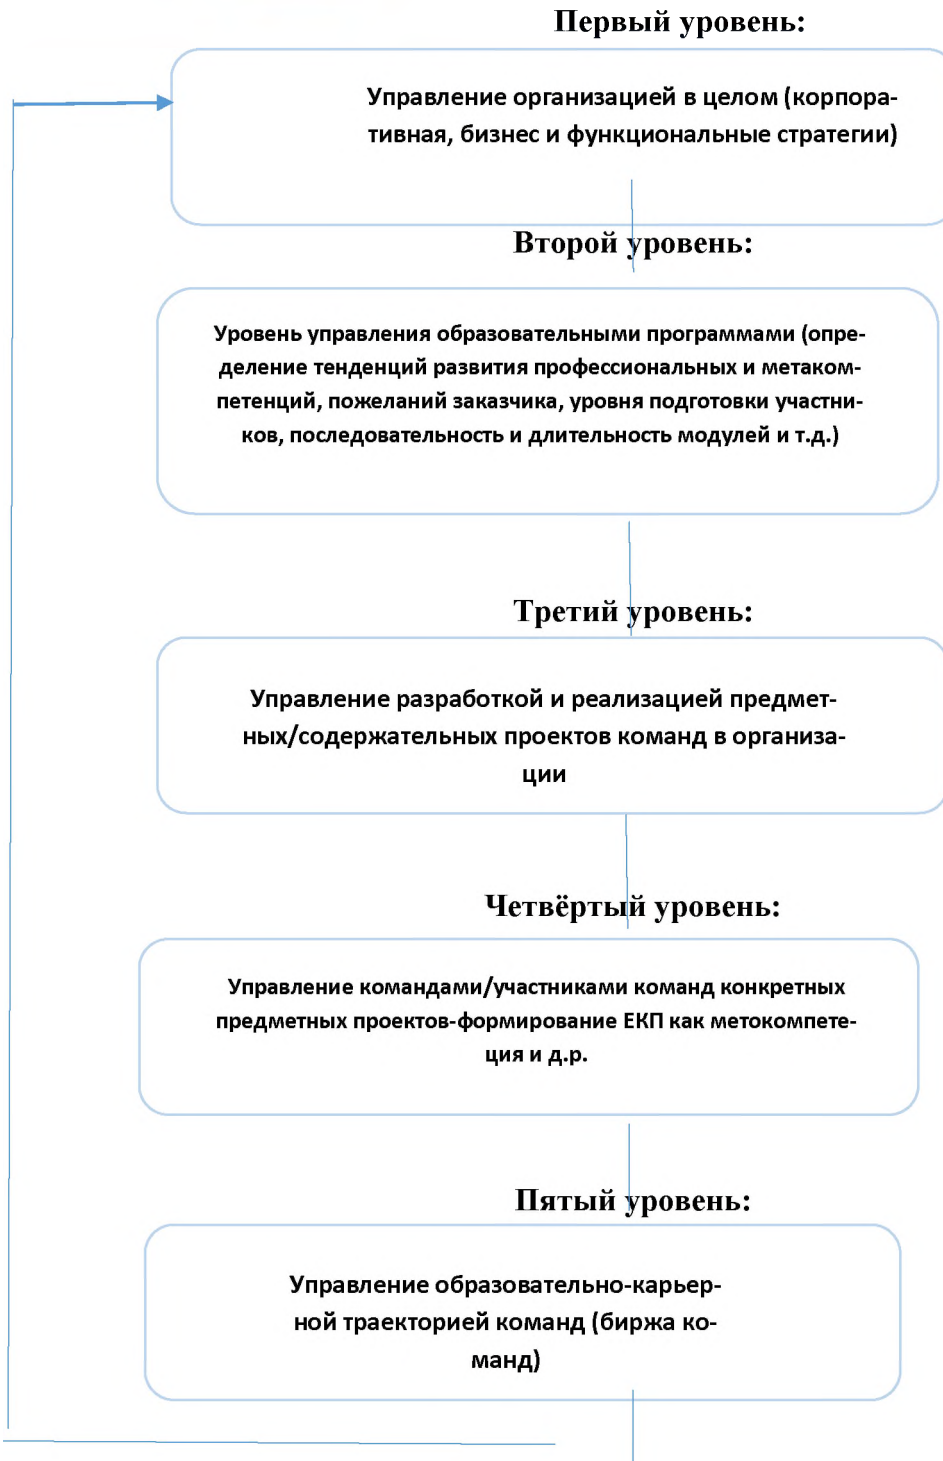 Первый уровень:
Управление организацией в целом (корпора-
тивная, бизнес и функциональные стратегии)
Второй уровень:
Уровень управления образовательными программами (опре-
деление тенденций развития профессиональных и метаком-
петенций, пожеланий заказчика, уровня подготовки участни-
ков, последовательность и длительность модулей и т.д.)
Третий уровень:
Управление разработкой и реализацией предмет-
ных/содержательных проектов команд в организа-
ции
Четвёртый уровень:
Управление командами/участниками команд конкретных
предметных проектов-формирование ЕКП как метокомпете-
ция и д.р.
Пятый уровень:
Управление образовательно-карьер-
ной траекторией команд (биржа ко-
манд)